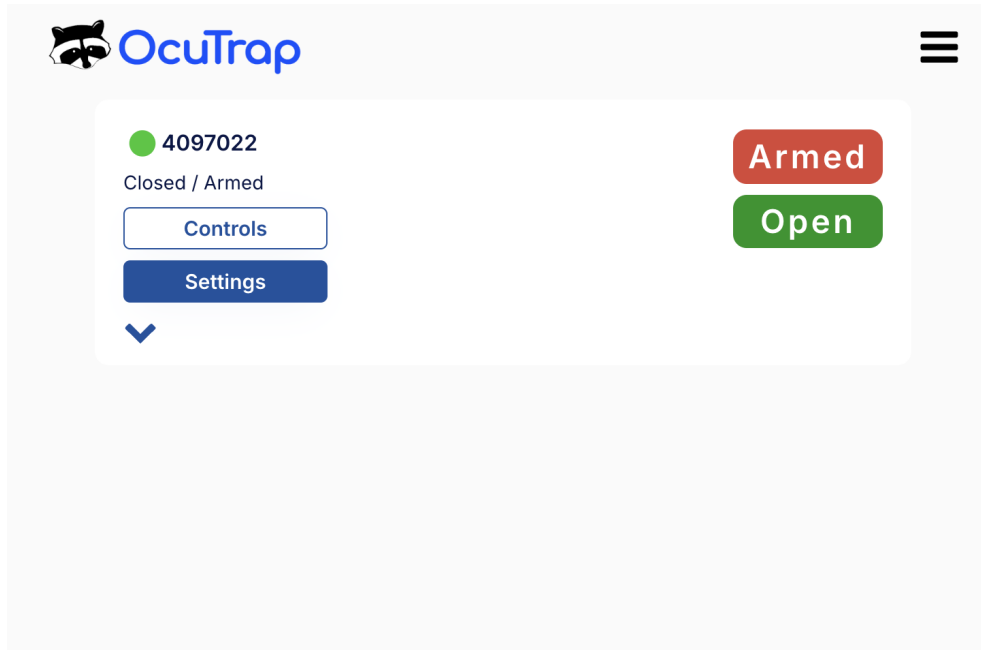 OcuTrap
4097022
Closed / Armed
Controls
Settings
Armed
Open